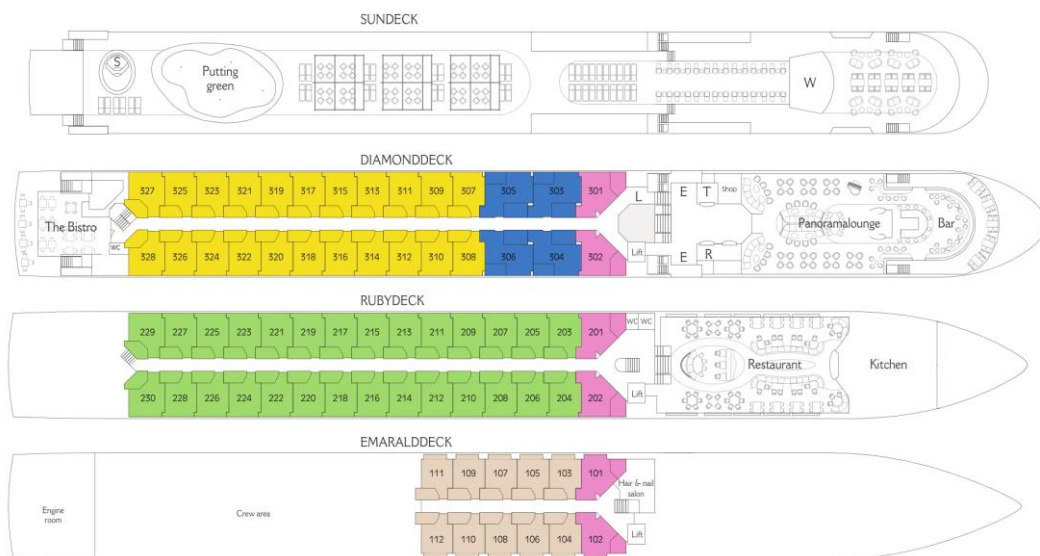 SUNDECK
S
Putting
green
W
DIAMONDDECK
327 325 323 321 319 317 315 313 311 309 307 305 303 301
L
E T Shop
The Bistro
Panoramalounge
Bar
WC
Lift
E R
328 326 324 322 320 318 316 314 312 310 308 306 304 302
RUBYDECK
229 227 225 223 221 219 217 215 213 211 209 207 205 203 201
WC WC
Restaurant
Kitchen
230 228 226 224 222 220 218 216 214 212 210 208 206 204 202
Lift
EMARALDDECK
111 109 107 105 103 101
Hair & nail
salon
Engine
room
Crew area
112 110 108 106 104 102
Lift